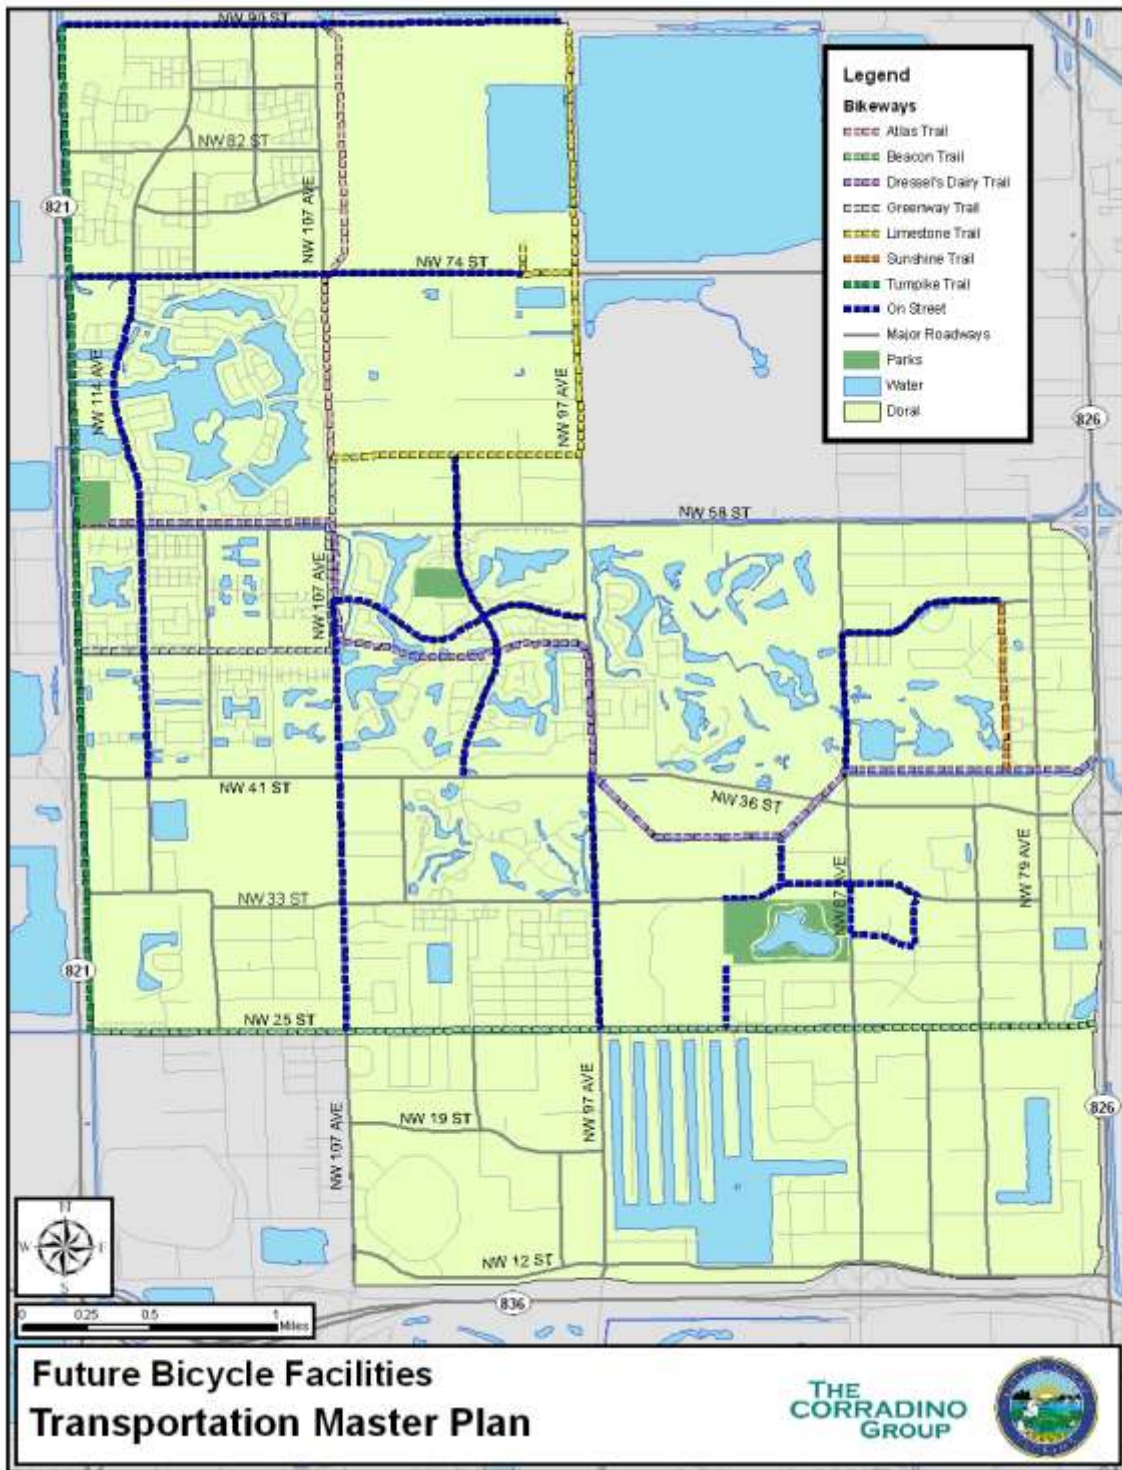 NW 90 ST
Legend
Bikeways
Atlas Trail
Beacon Trail
Dressel's Dairy Trail
Greenway Trail
Limestone Trail
Sunshine Trail
Turnpike Trail
On Street
Major Roadways
Parks
Water
Doral
NW 82 ST
821
NW 107 AVE
NW 74 ST
NW 114 AVE
NW 97 AVE
826
NW 58 ST
NW 107 AVE
NW 41 ST
NW 36 ST
NW 33 ST
NW 87 AVE
NW 79 AVE
821
NW 25 ST
NW 107 AVE
NW 19 ST
NW 97 AVE
826
NW 12 ST
836
N
W E
S
0 0.25 0.5 1
Miles
Future Bicycle Facilities
Transportation Master Plan
THE
CORRADINO
GROUP